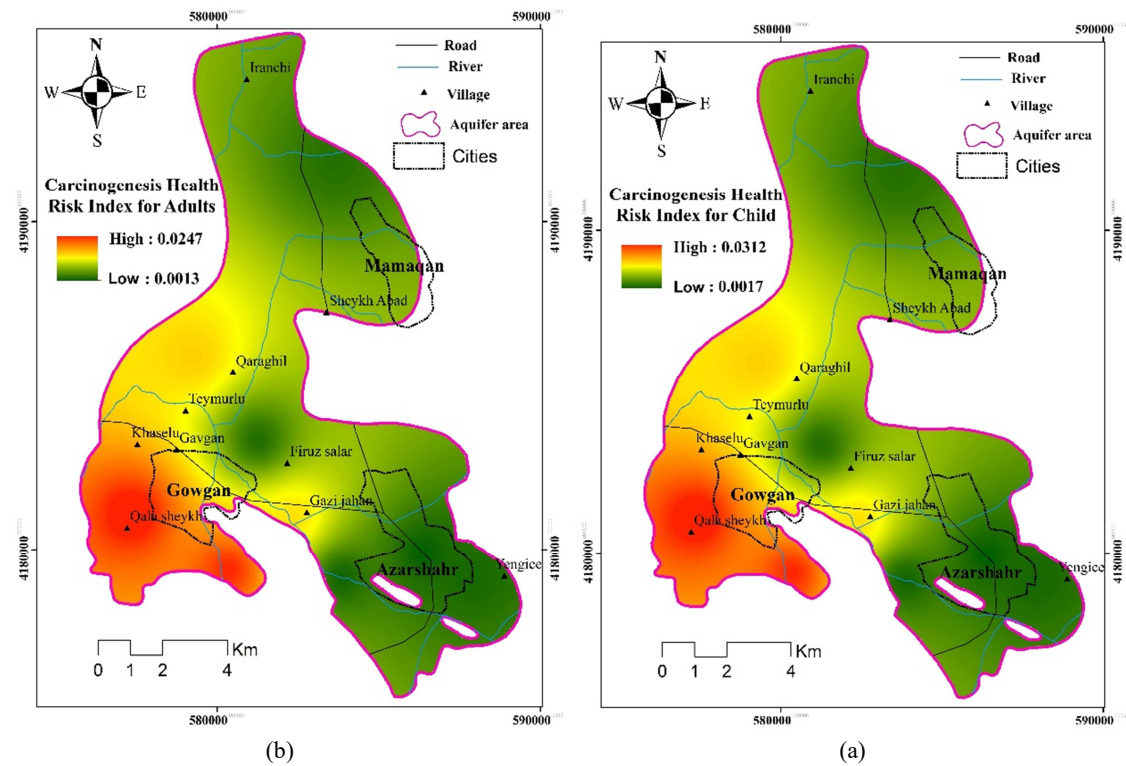 580000
590000
N
W
E
S
Road
River
Village
Aquifer area
Cities
Carcinogenesis Health
Risk Index for Adults
High : 0.0247
Low : 0.0013
4190000
4180000
Iranchi
Mamaqan
Sheykh Abad
Qaraghil
Teymurlu
Khaselu
Gavgan
Firuz salar
Gowgan
Gazi jahan
Qala sheykh
Azarshahr
Yengice
0 1 2 4
Km
580000
590000
(b)
580000
590000
N
W
E
S
Road
River
Village
Aquifer area
Cities
Carcinogenesis Health
Risk Index for Child
High : 0.0312
Low : 0.0017
4190000
4190000
4180000
4180000
Iranchi
Mamaqan
Sheykh Abad
Qaraghil
Teymurlu
Khaselu
Gavgan
Firuz salar
Gowgan
Gazi jahan
Qala sheykh
Azarshahr
Yengice
0 1 2 4
Km
580000
590000
(a)